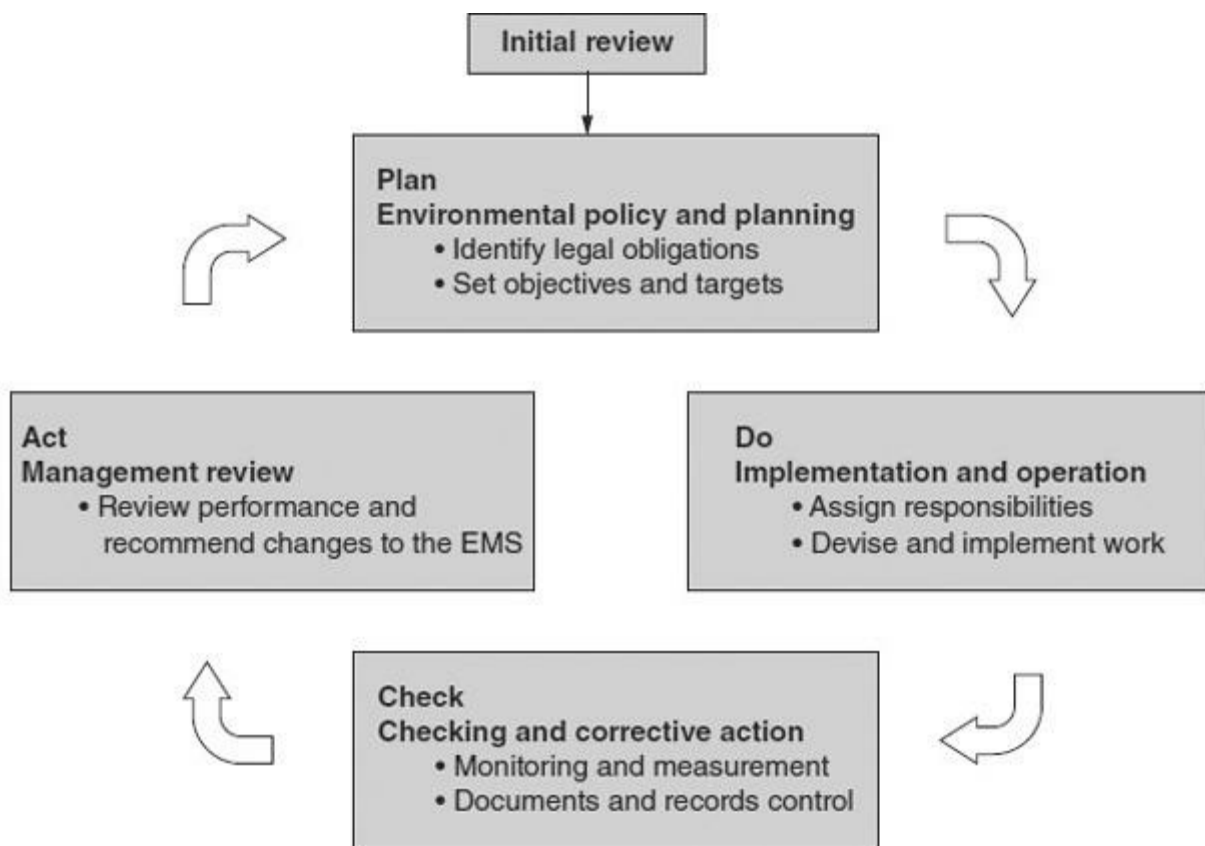 Initial review
Plan
Environmental policy and planning
• Identify legal obligations
• Set objectives and targets
Act
Management review
• Review performance and
recommend changes to the EMS
Do
Implementation and operation
• Assign responsibilities
• Devise and implement work
Check
Checking and corrective action
• Monitoring and measurement
• Documents and records control